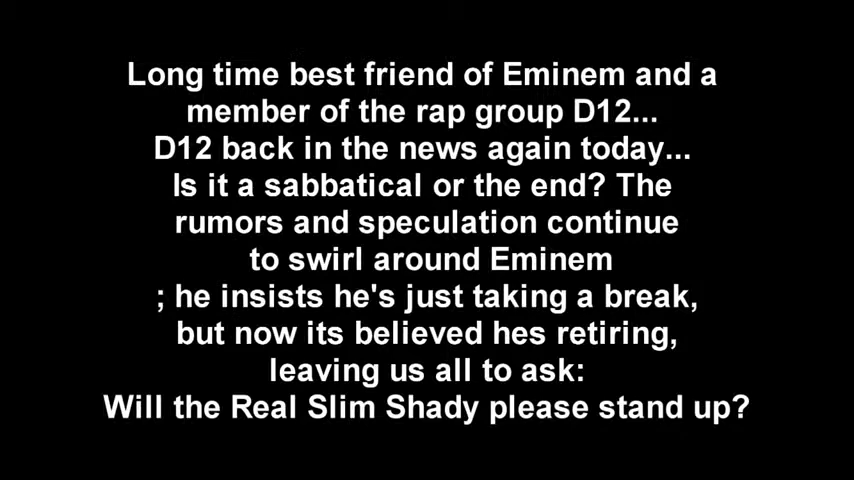 Long time best friend of Eminem and a
member of the rap group D12...
D12 back in the news again today...
Is it a sabbatical or the end? The
rumors and speculation continue
to swirl around Eminem
; he insists he's just taking a break,
but now its believed hes retiring,
leaving us all to ask:
Will the Real Slim Shady please stand up?